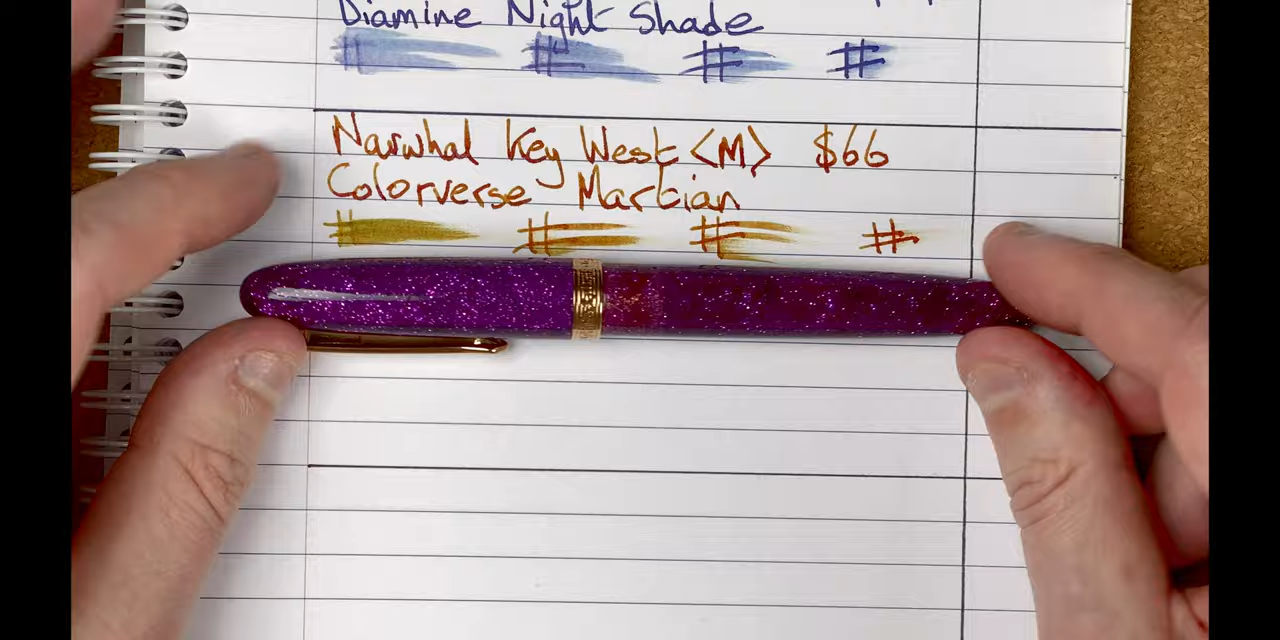 Diamine Night Shade
# # # #
Narwhal Key West <M> $66
Colorverse Martian
# # # #